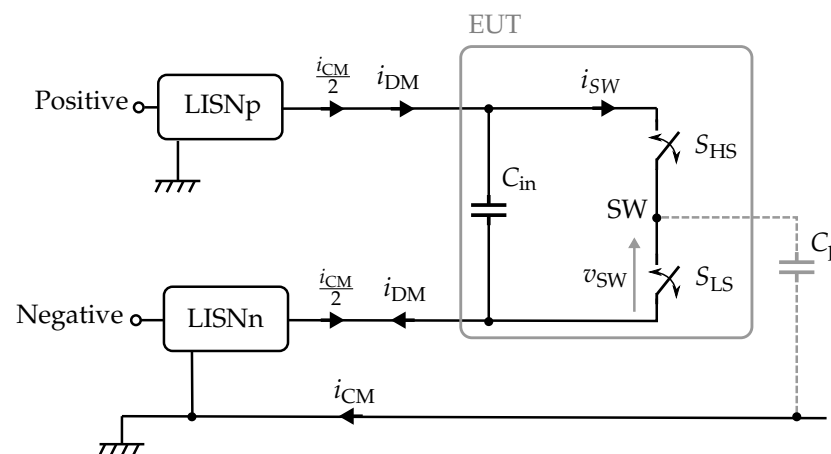 EUT
i_CM/2
i_DM
i_SW
Positive
LISNp
S_HS
C_in
SW
v_SW
S_LS
i_CM/2
i_DM
Negative
LISNn
i_CM